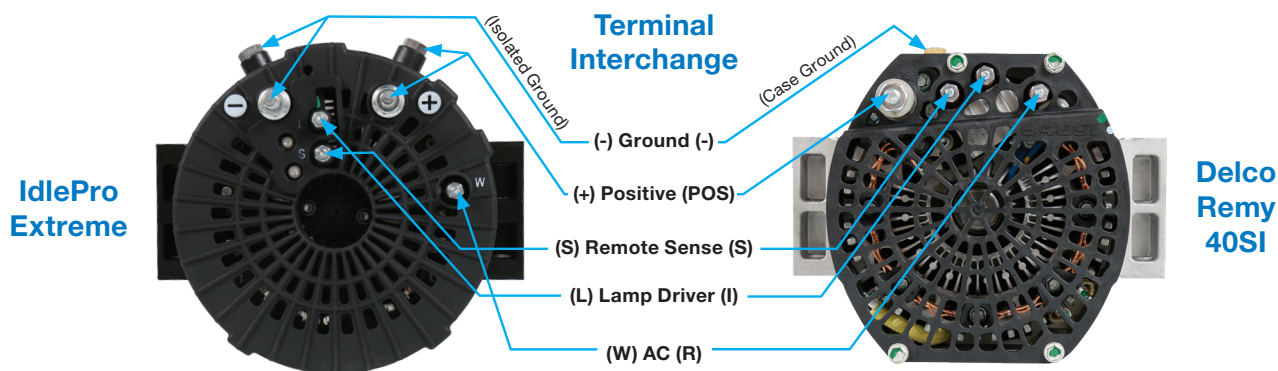 Terminal
Interchange
(Isolated Ground)
(Case Ground)
(-) Ground (-)
(+) Positive (POS)
(S) Remote Sense (S)
(L) Lamp Driver (I)
(W) AC (R)
IdlePro
Extreme
Delco
Remy
40SI
−
+
L
S
W
40SI